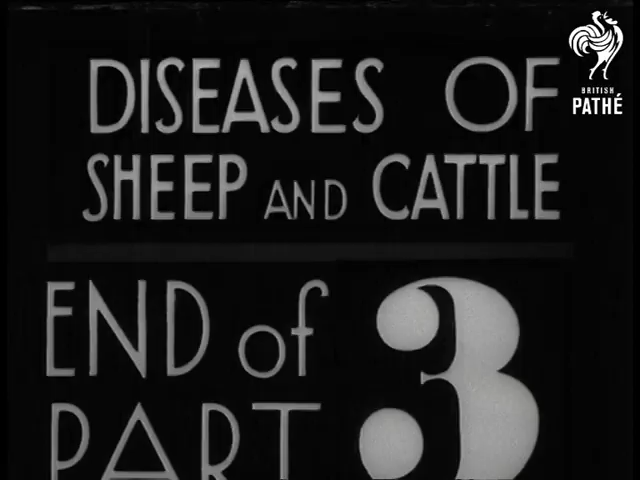 DISEASES OF
SHEEP AND CATTLE
END of
PART 3
BRITISH
PATHÉ